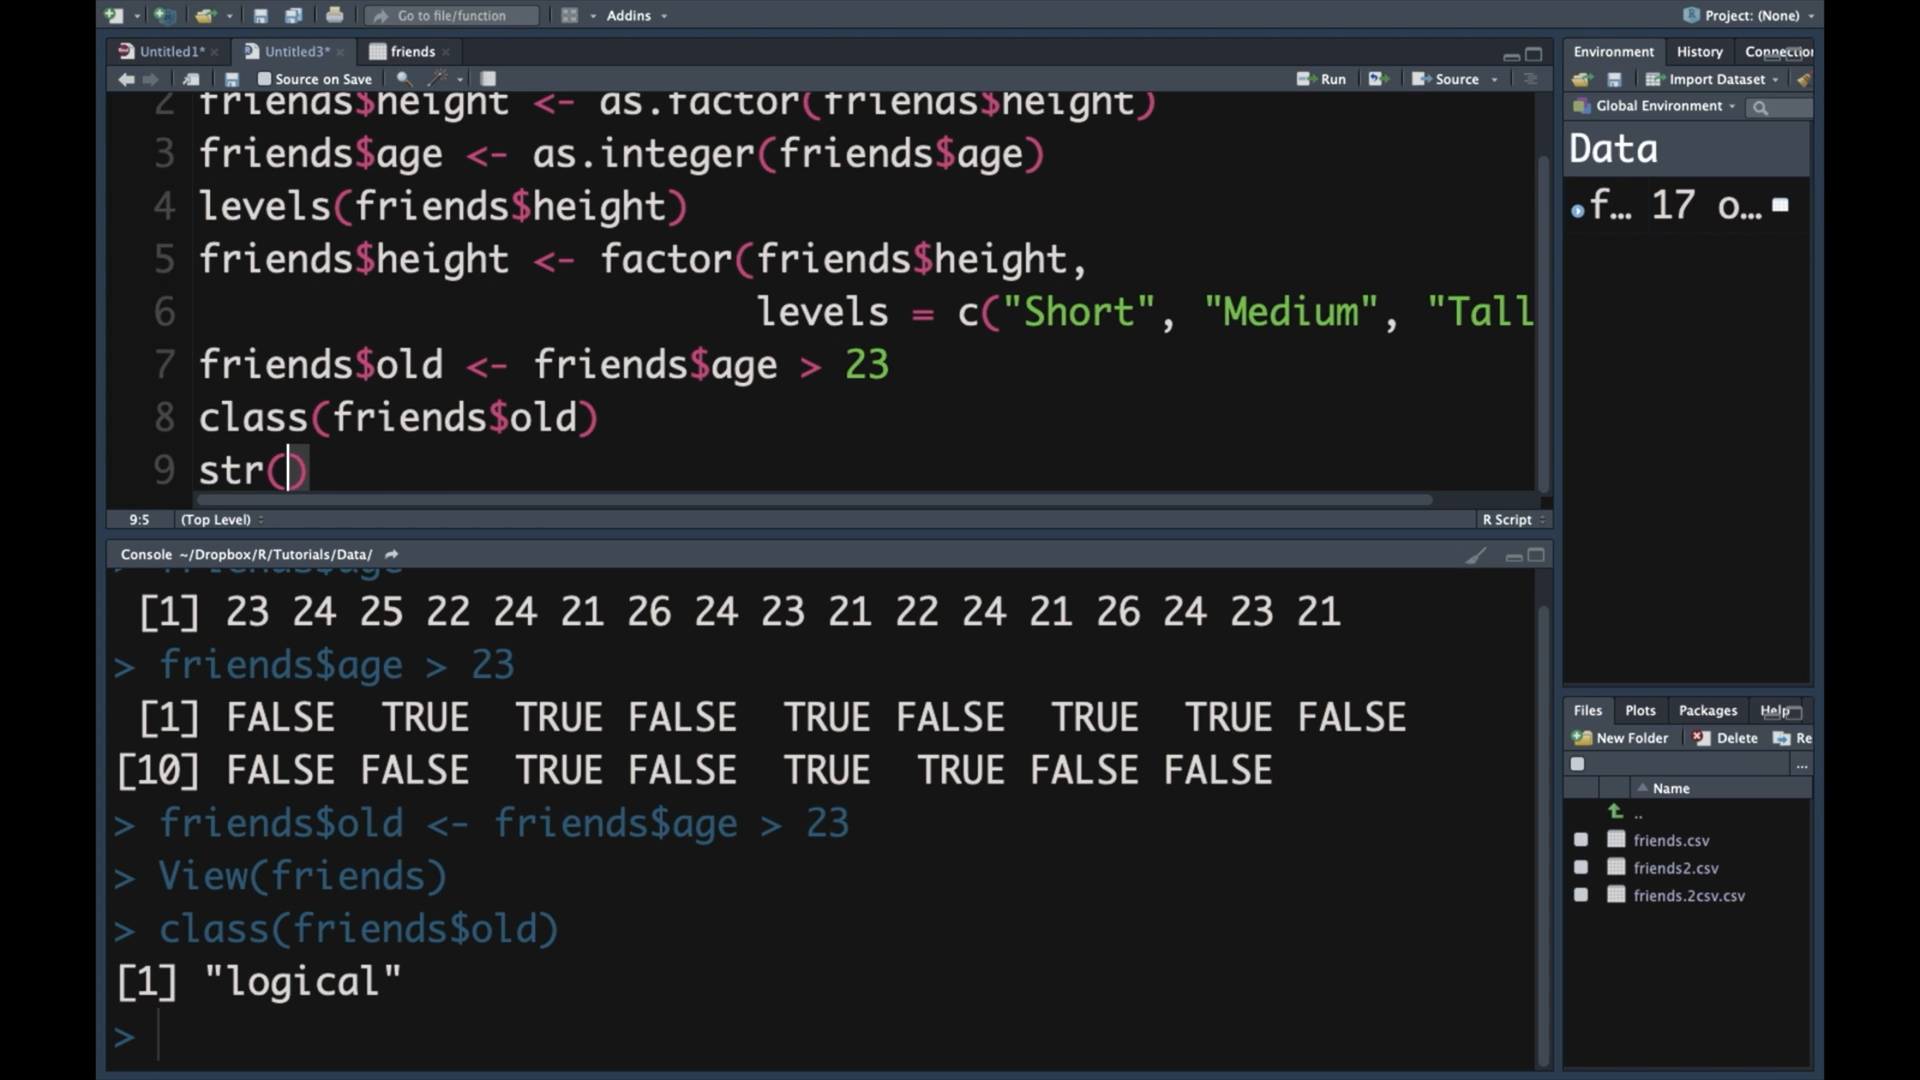 Go to file/function
Addins
Project: (None)
Untitled1*
Untitled3*
friends
Source on Save
Run
Source
2 friends$height <- as.factor(friends$height)
3 friends$age <- as.integer(friends$age)
4 levels(friends$height)
5 friends$height <- factor(friends$height,
6 levels = c("Short", "Medium", "Tall
7 friends$old <- friends$age > 23
8 class(friends$old)
9 str()
9:5
(Top Level)
R Script
Console ~/Dropbox/R/Tutorials/Data/
> friends$age
[1] 23 24 25 22 24 21 26 24 23 21 22 24 21 26 24 23 21
> friends$age > 23
[1] FALSE TRUE TRUE FALSE TRUE FALSE TRUE TRUE FALSE
[10] FALSE FALSE TRUE FALSE TRUE TRUE FALSE FALSE
> friends$old <- friends$age > 23
> View(friends)
> class(friends$old)
[1] "logical"
>
Environment
History
Connection
Import Dataset
Global Environment
Data
f... 17 o...
Files
Plots
Packages
Help
New Folder
Delete
Re
...
Name
..
friends.csv
friends2.csv
friends.2csv.csv